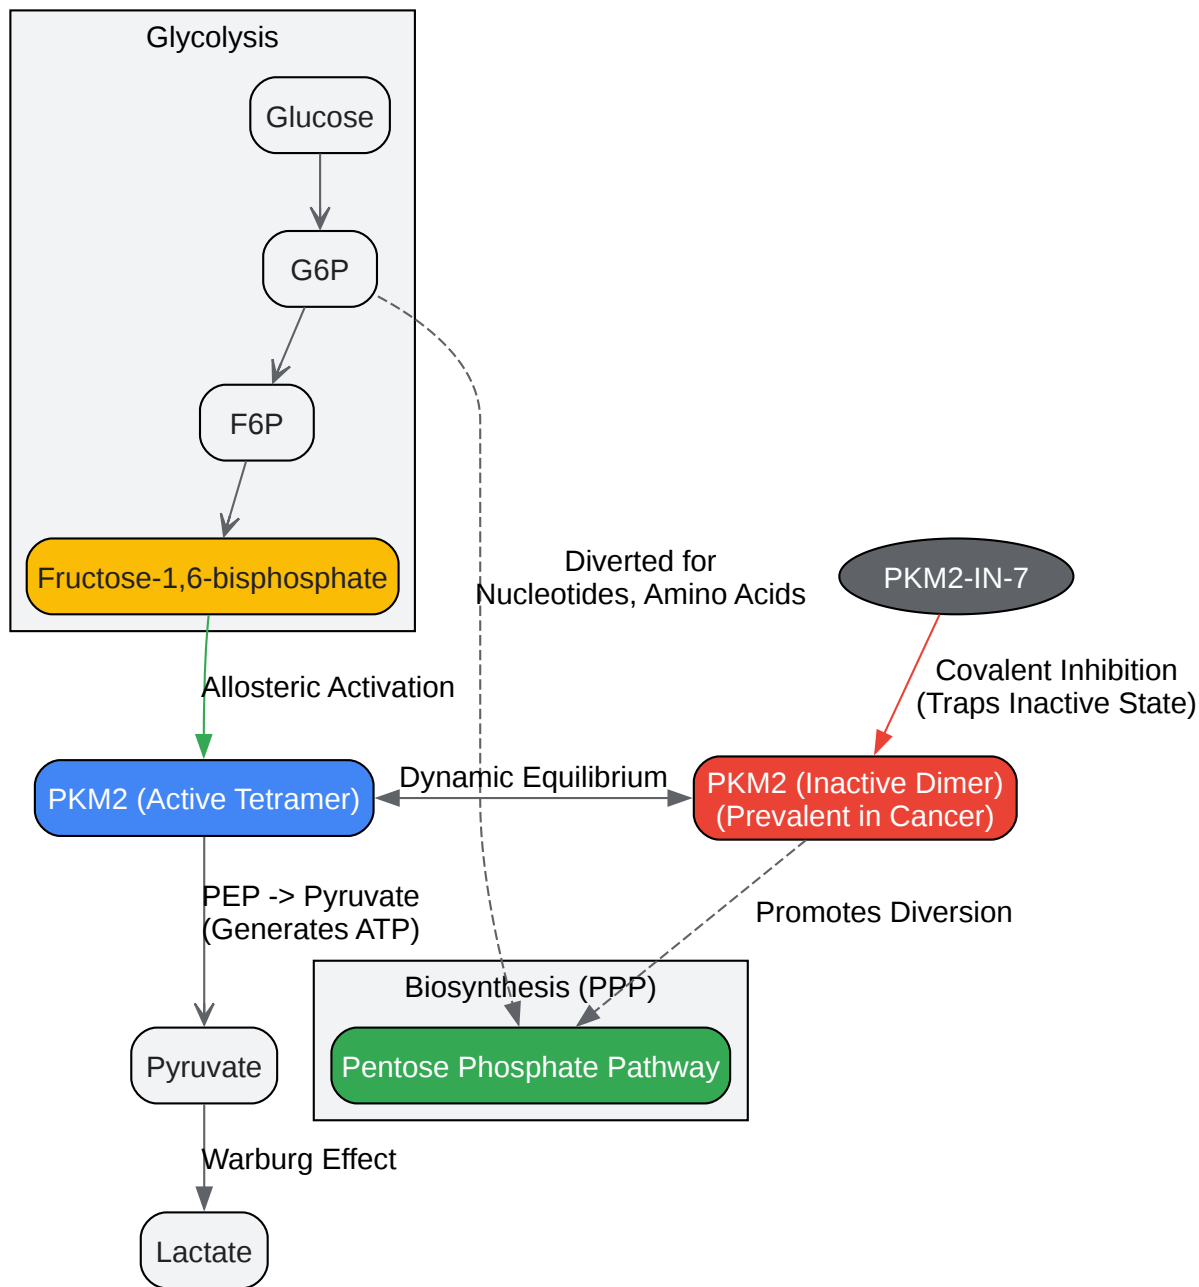 Glycolysis
Glucose
G6P
F6P
Fructose-1,6-bisphosphate
Diverted for
Nucleotides, Amino Acids
PKM2-IN-7
Allosteric Activation
Covalent Inhibition
(Traps Inactive State)
PKM2 (Active Tetramer)
Dynamic Equilibrium
PKM2 (Inactive Dimer)
(Prevalent in Cancer)
PEP -> Pyruvate
(Generates ATP)
Promotes Diversion
Biosynthesis (PPP)
Pyruvate
Pentose Phosphate Pathway
Warburg Effect
Lactate